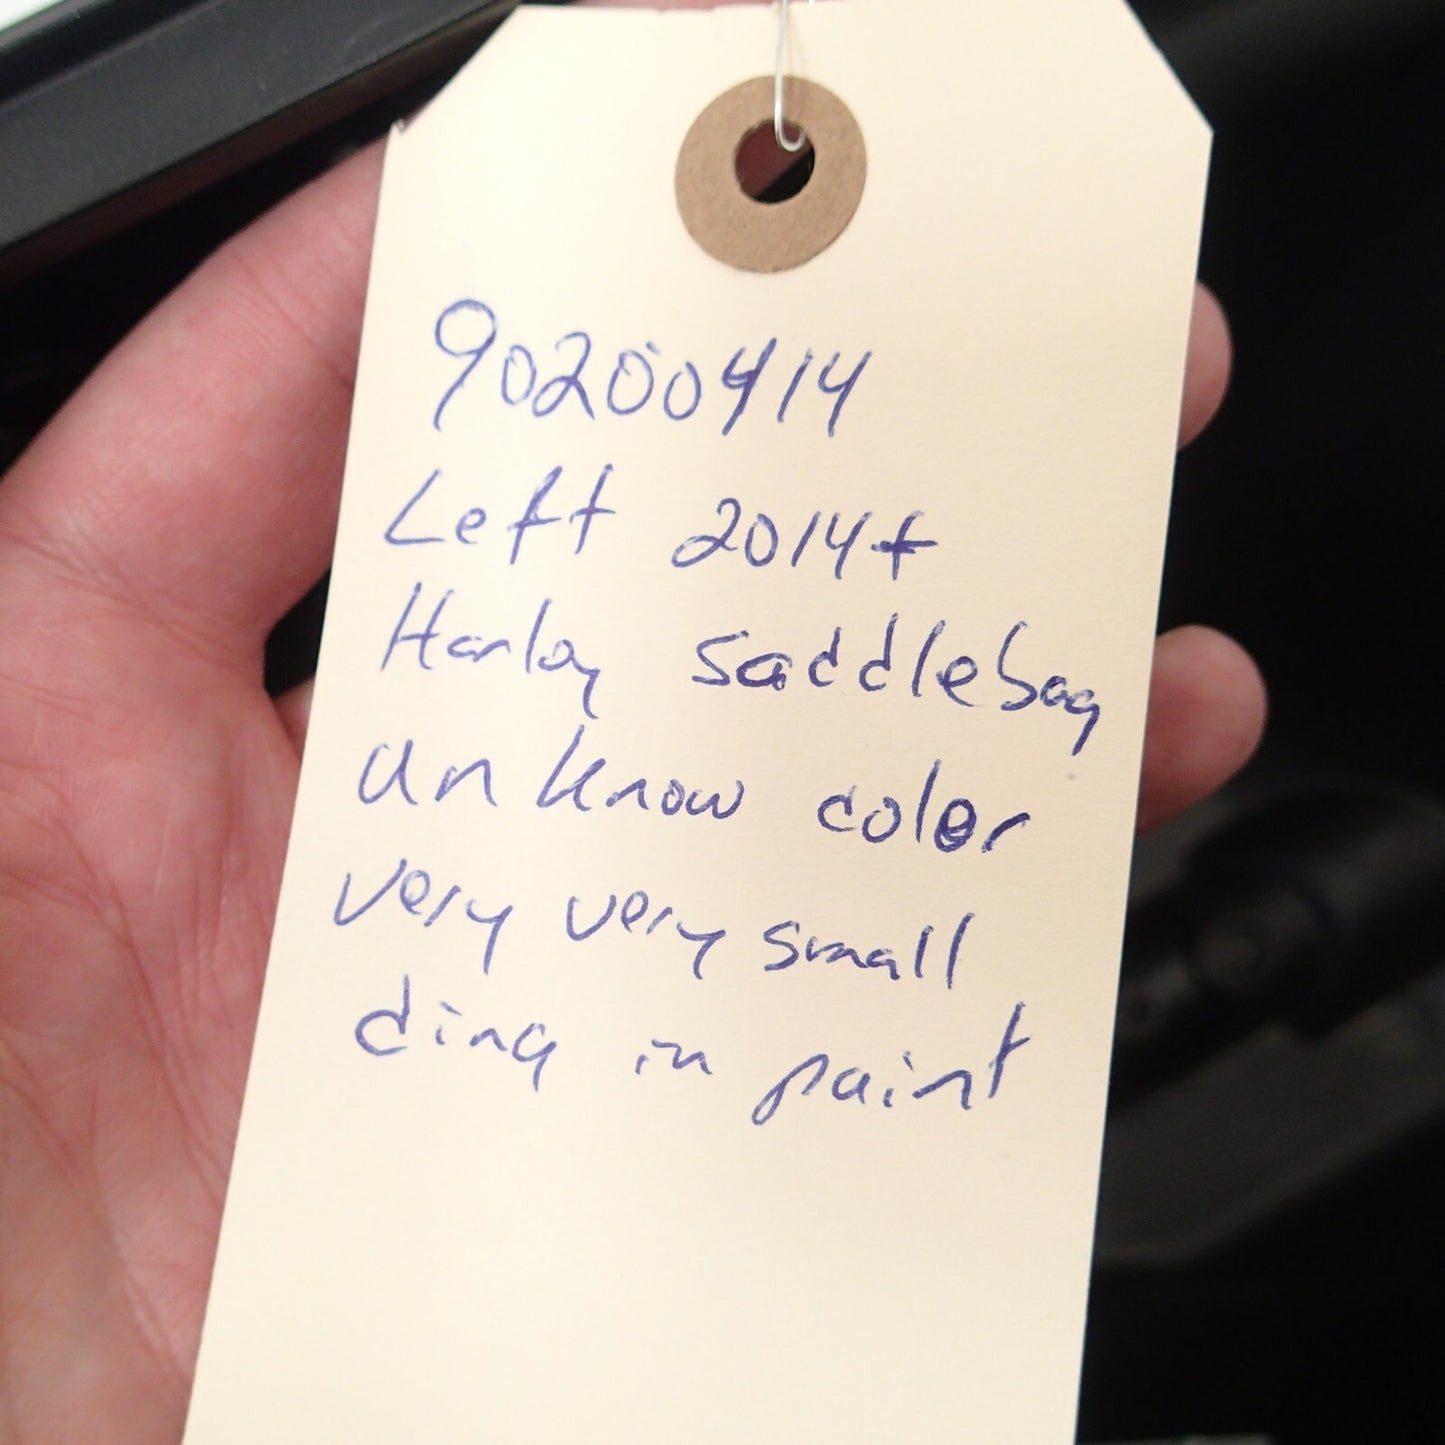 90200414
Left 2014+
Harley saddlebag
unknow color
very very small
ding in paint